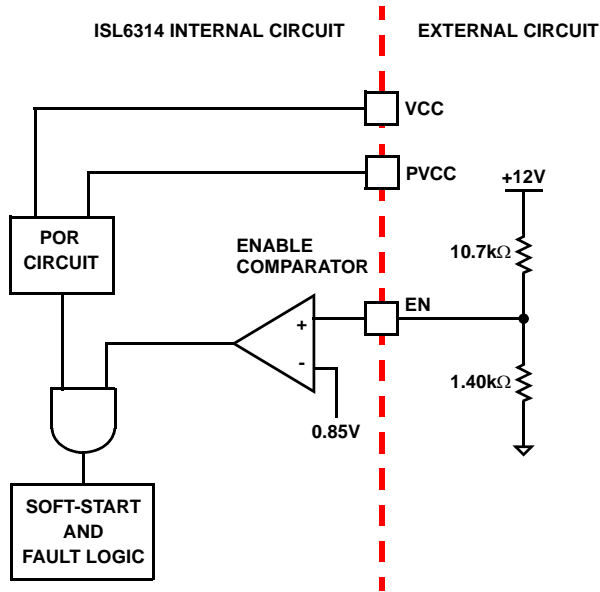 ISL6314 INTERNAL CIRCUIT
EXTERNAL CIRCUIT
VCC
PVCC
+12V
POR
CIRCUIT
ENABLE
COMPARATOR
10.7kΩ
EN
+
-
1.40kΩ
0.85V
SOFT-START
AND
FAULT LOGIC